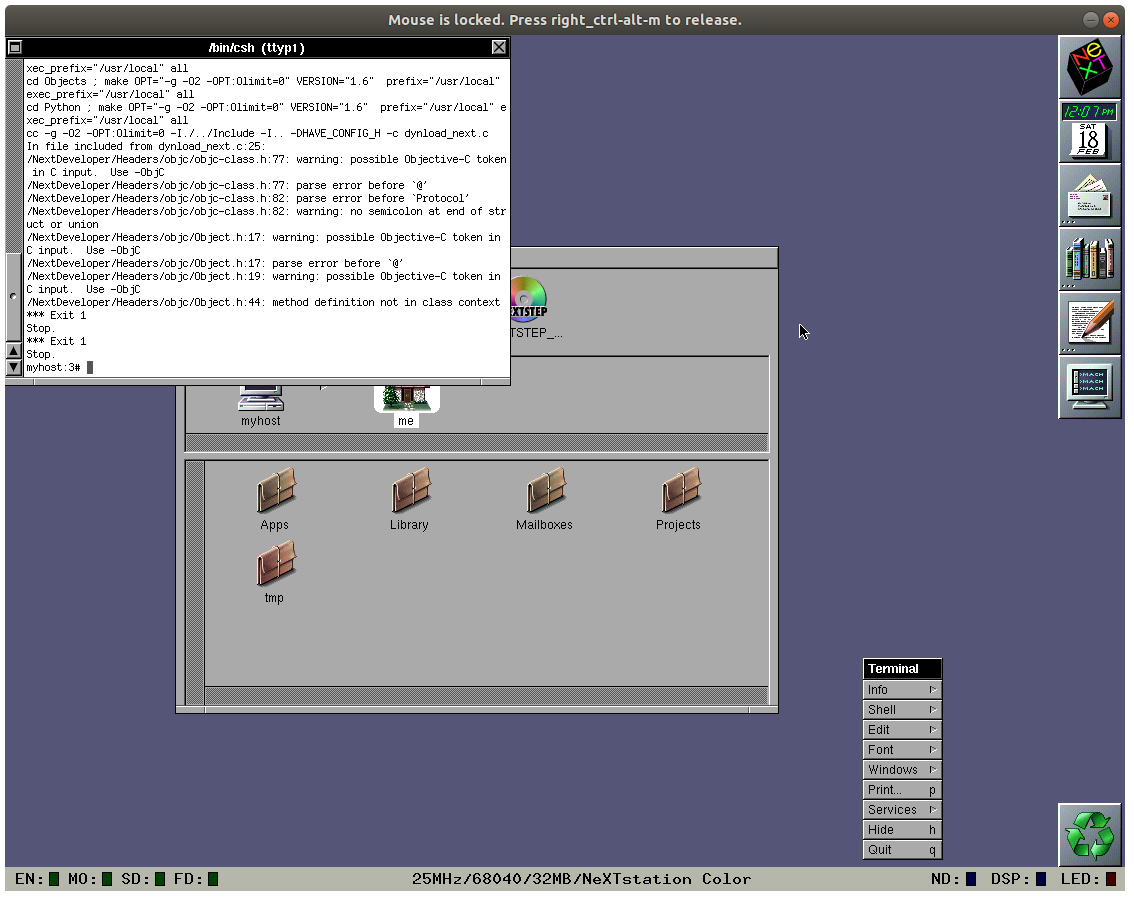 Mouse is locked. Press right_ctrl-alt-m to release.
/bin/csh (ttyp1)
xec_prefix="/usr/local" all
cd Objects ; make OPT="-g -O2 -OPT:Olimit=0" VERSION="1.6"  prefix="/usr/local"
exec_prefix="/usr/local" all
cd Python ; make OPT="-g -O2 -OPT:Olimit=0" VERSION="1.6"  prefix="/usr/local" e
xec_prefix="/usr/local" all
cc -g -O2 -OPT:Olimit=0 -I./../Include -I.. -DHAVE_CONFIG_H -c dynload_next.c
In file included from dynload_next.c:25:
/NextDeveloper/Headers/objc/objc-class.h:77: warning: possible Objective-C token
 in C input.  Use -ObjC
/NextDeveloper/Headers/objc/objc-class.h:77: parse error before `@'
/NextDeveloper/Headers/objc/objc-class.h:82: parse error before `Protocol'
/NextDeveloper/Headers/objc/objc-class.h:82: warning: no semicolon at end of str
uct or union
/NextDeveloper/Headers/objc/Object.h:17: warning: possible Objective-C token in
C input.  Use -ObjC
/NextDeveloper/Headers/objc/Object.h:17: parse error before `@'
/NextDeveloper/Headers/objc/Object.h:19: warning: possible Objective-C token in
C input.  Use -ObjC
/NextDeveloper/Headers/objc/Object.h:44: method definition not in class context
*** Exit 1
Stop.
*** Exit 1
Stop.
myhost:3#
EXTSTEP
TSTEP_...
myhost
me
Apps
Library
Mailboxes
Projects
tmp
NeXT
12:07 PM
SAT
18
FEB
MACH
MACH
MACH
Terminal
Info
Shell
Edit
Font
Windows
Print... p
Services
Hide h
Quit q
EN: MO: SD: FD: 25MHz/68040/32MB/NeXTstation Color ND: DSP: LED: